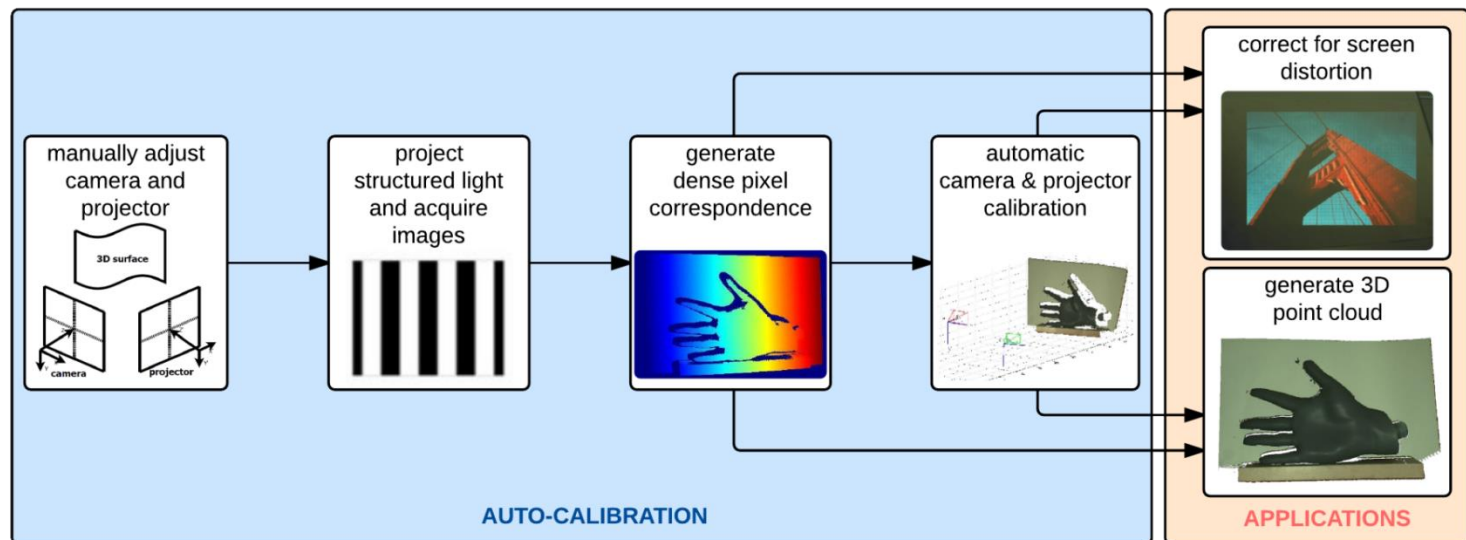 manually adjust
camera and
projector
3D surface
camera
projector
project
structured light
and acquire
images
generate
dense pixel
correspondence
automatic
camera & projector
calibration
AUTO-CALIBRATION
correct for screen
distortion
generate 3D
point cloud
APPLICATIONS